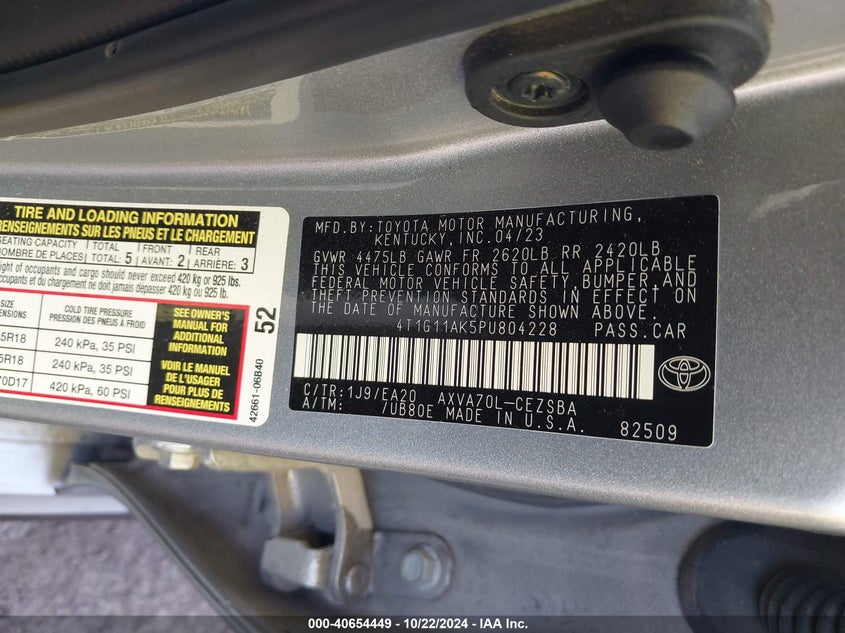 TIRE AND LOADING INFORMATION
RENSEIGNEMENTS SUR LES PNEUS ET LE CHARGEMENT
SEATING CAPACITY TOTAL FRONT REAR
NOMBRE DE PLACES TOTAL: 5 AVANT: 2 ARRIÈRE: 3
of occupants and cargo should never exceed 420 kg or 925 lbs.
et du chargement ne doit jamais dépasser 420 kg ou 925 lb.
COLD TIRE PRESSURE
PRESSION DES PNEUS À FROID
5R18 240 kPa, 35 PSI
5R18 240 kPa, 35 PSI
70D17 420 kPa, 60 PSI
SEE OWNER'S
MANUAL FOR
ADDITIONAL
INFORMATION
VOIR LE MANUEL
DE L'USAGER
POUR PLUS DE
RENSEIGNEMENTS
52
42661-06B40
MFD.BY:TOYOTA MOTOR MANUFACTURING,
KENTUCKY,INC.04/23
GVWR 4475LB GAWR FR 2620LB RR 2420LB
THIS VEHICLE CONFORMS TO ALL APPLICABLE
FEDERAL MOTOR VEHICLE SAFETY,BUMPER,AND
THEFT PREVENTION STANDARDS IN EFFECT ON
THE DATE OF MANUFACTURE SHOWN ABOVE.
4T1G11AK5PU804228 PASS.CAR
C/TR:1J9/EA20 AXVA70L-CEZSBA
A/TM: 7UB80E MADE IN U.S.A. 82509
000-40654449 - 10/22/2024 - IAA Inc.